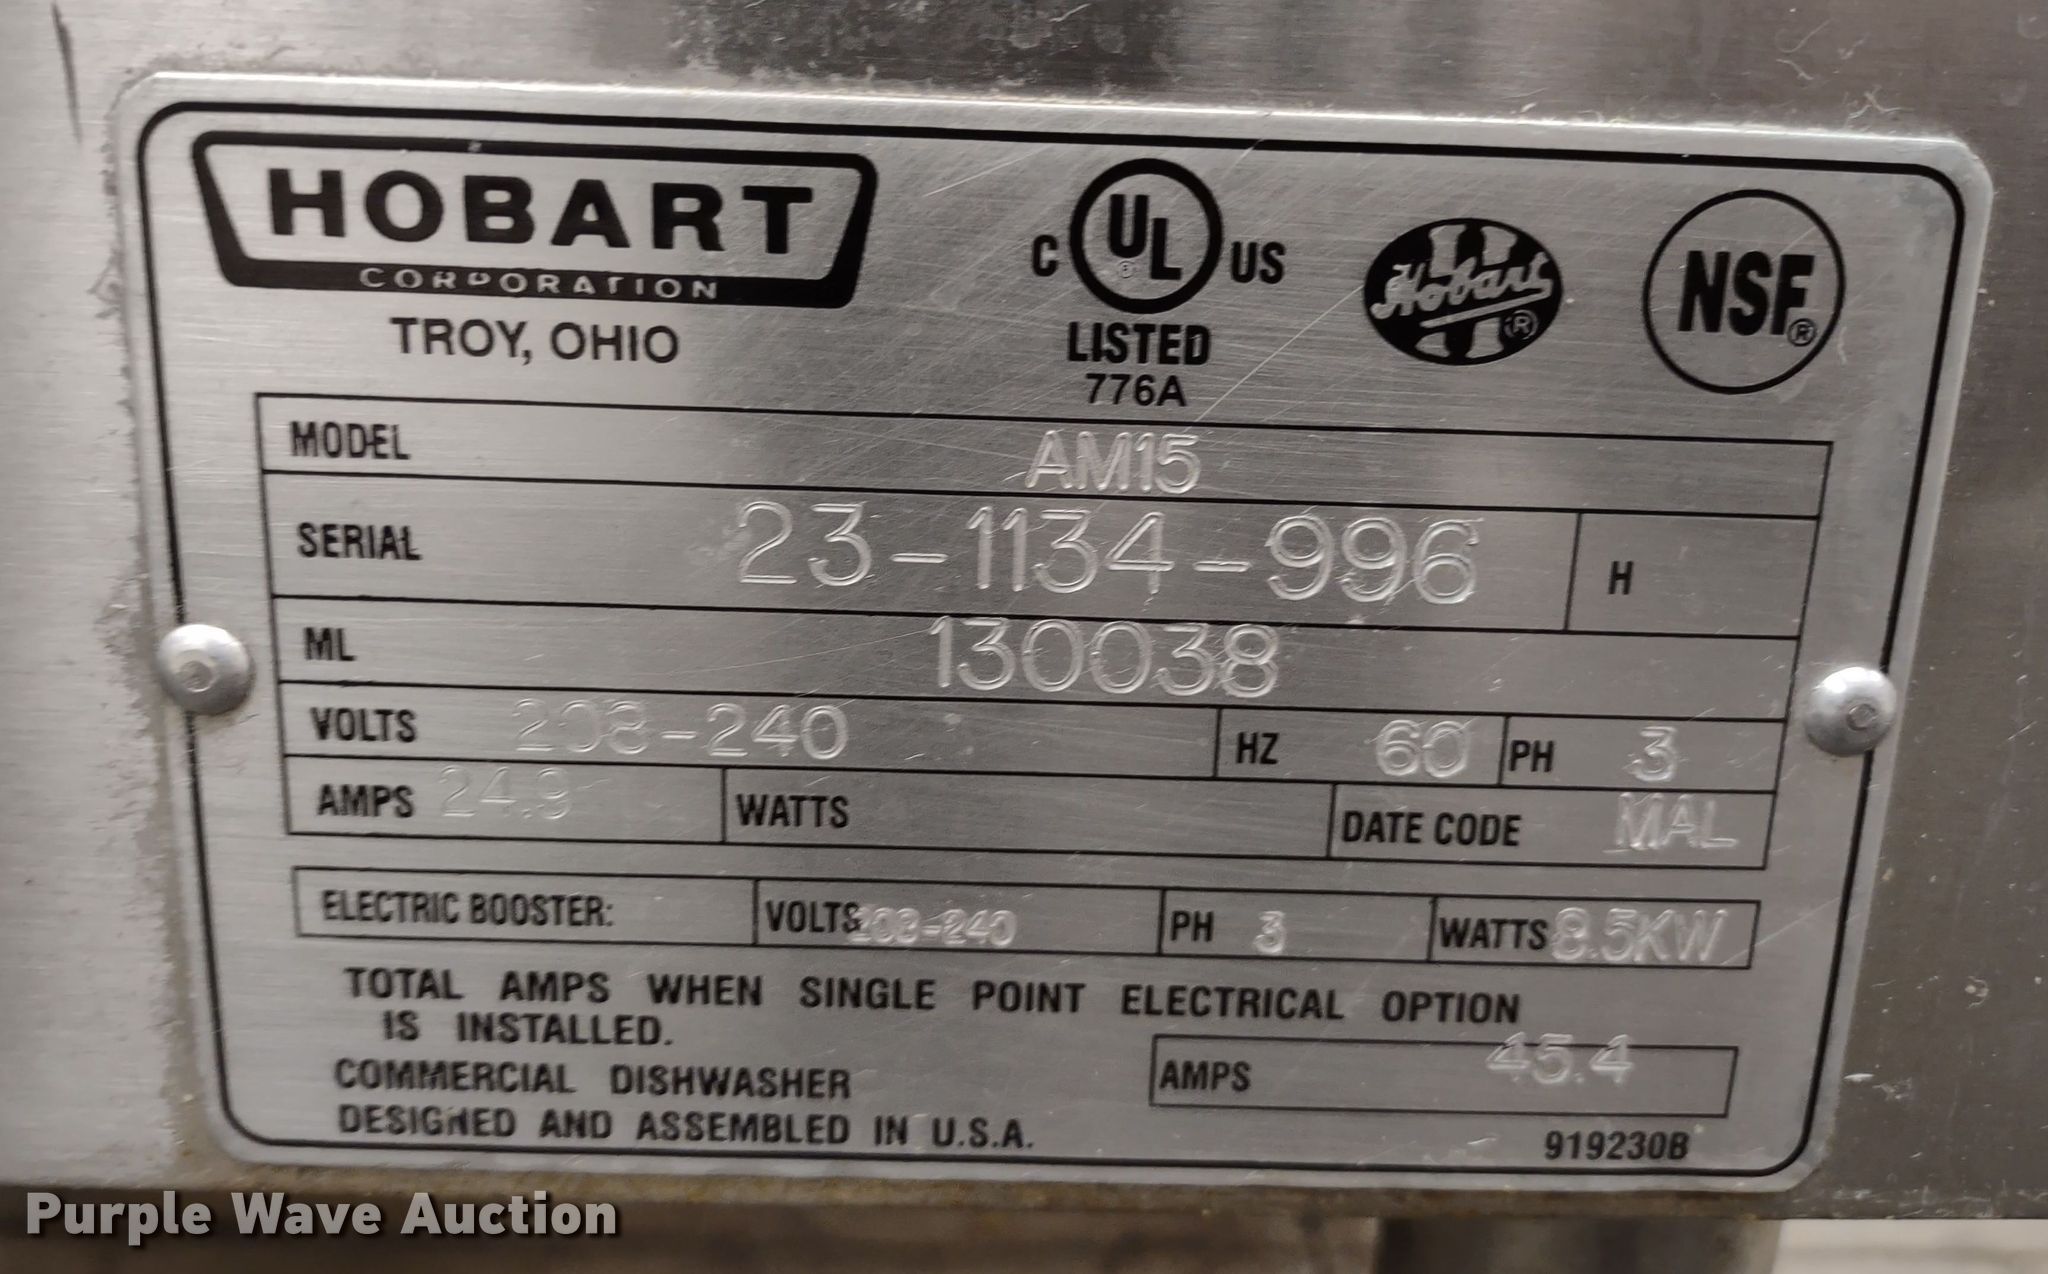 HOBART
CORPORATION
TROY, OHIO
C UL US
®
LISTED
776A
Hobart ®
NSF®
MODEL AM15
SERIAL 23-1134-996 H
ML 130038
VOLTS 208-240 HZ 60 PH 3
AMPS 24.9 WATTS DATE CODE MAL
ELECTRIC BOOSTER: VOLTS 208-240 PH 3 WATTS 8.5KW
TOTAL AMPS WHEN SINGLE POINT ELECTRICAL OPTION
IS INSTALLED.
AMPS 45.4
COMMERCIAL DISHWASHER
DESIGNED AND ASSEMBLED IN U.S.A.
919230B
Purple Wave Auction